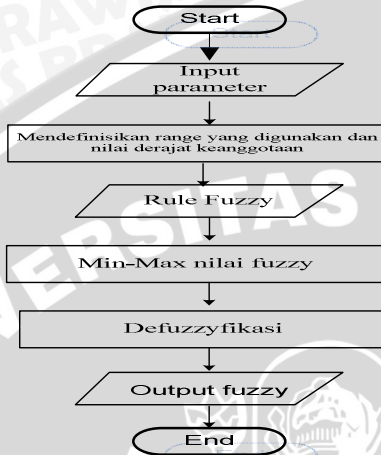 Start
Input
parameter
Mendefinisikan range yang digunakan dan
nilai derajat keanggotaan
Rule Fuzzy
Min-Max nilai fuzzy
Defuzzyfikasi
Output fuzzy
End